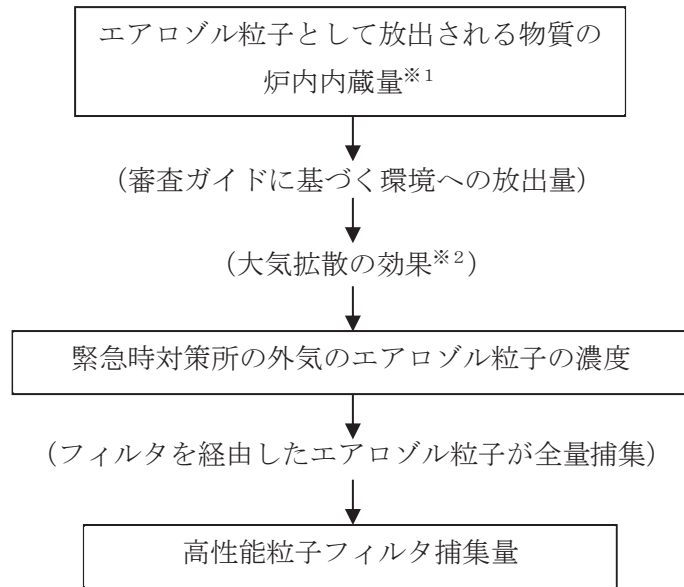 エアロゾル粒子として放出される物質の
炉内内蔵量※1
(審査ガイドに基づく環境への放出量)
(大気拡散の効果※2)
緊急時対策所の外気のエアロゾル粒子の濃度
(フィルタを経由したエアロゾル粒子が全量捕集)
高性能粒子フィルタ捕集量